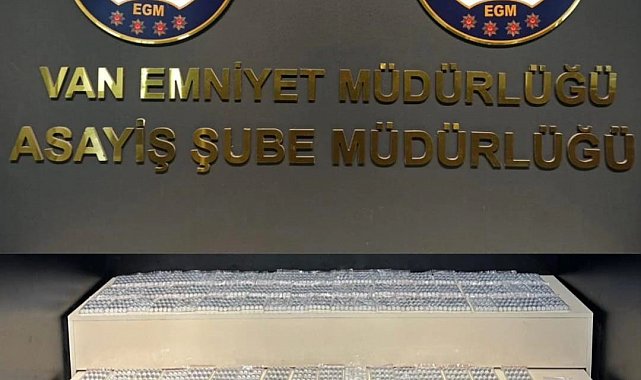 EGM EGM
VAN EMNİYET MÜDÜRLÜĞÜ
ASAYİŞ ŞUBE MÜDÜRLÜĞÜ